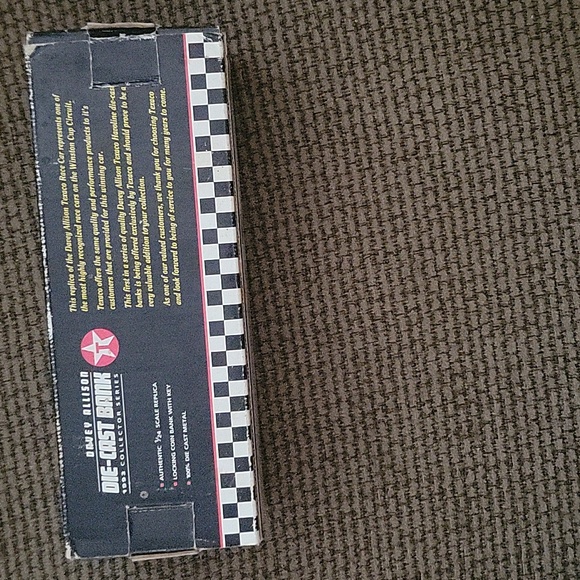 DAVEY ALLISON
DIE-CAST BANK
1993 COLLECTOR SERIES
T
• AUTHENTIC 1/24 SCALE REPLICA
• LOCKING COIN BANK WITH KEY
• 100% DIE CAST METAL
This replica of the Davey Allison Texaco Race Car represents one of
the most highly recognized race cars on the Winston Cup Circuit.
Texaco offers the same quality and performance products to it's
customers that are provided for this winning car.
This first in a series of quality Davey Allison Texaco Havoline die-cast
banks is being offered exclusively by Texaco and should prove to be a
very valuable addition to your collection.
As one of our valued customers, we thank you for choosing Texaco
and look forward to being of service to you for many years to come.